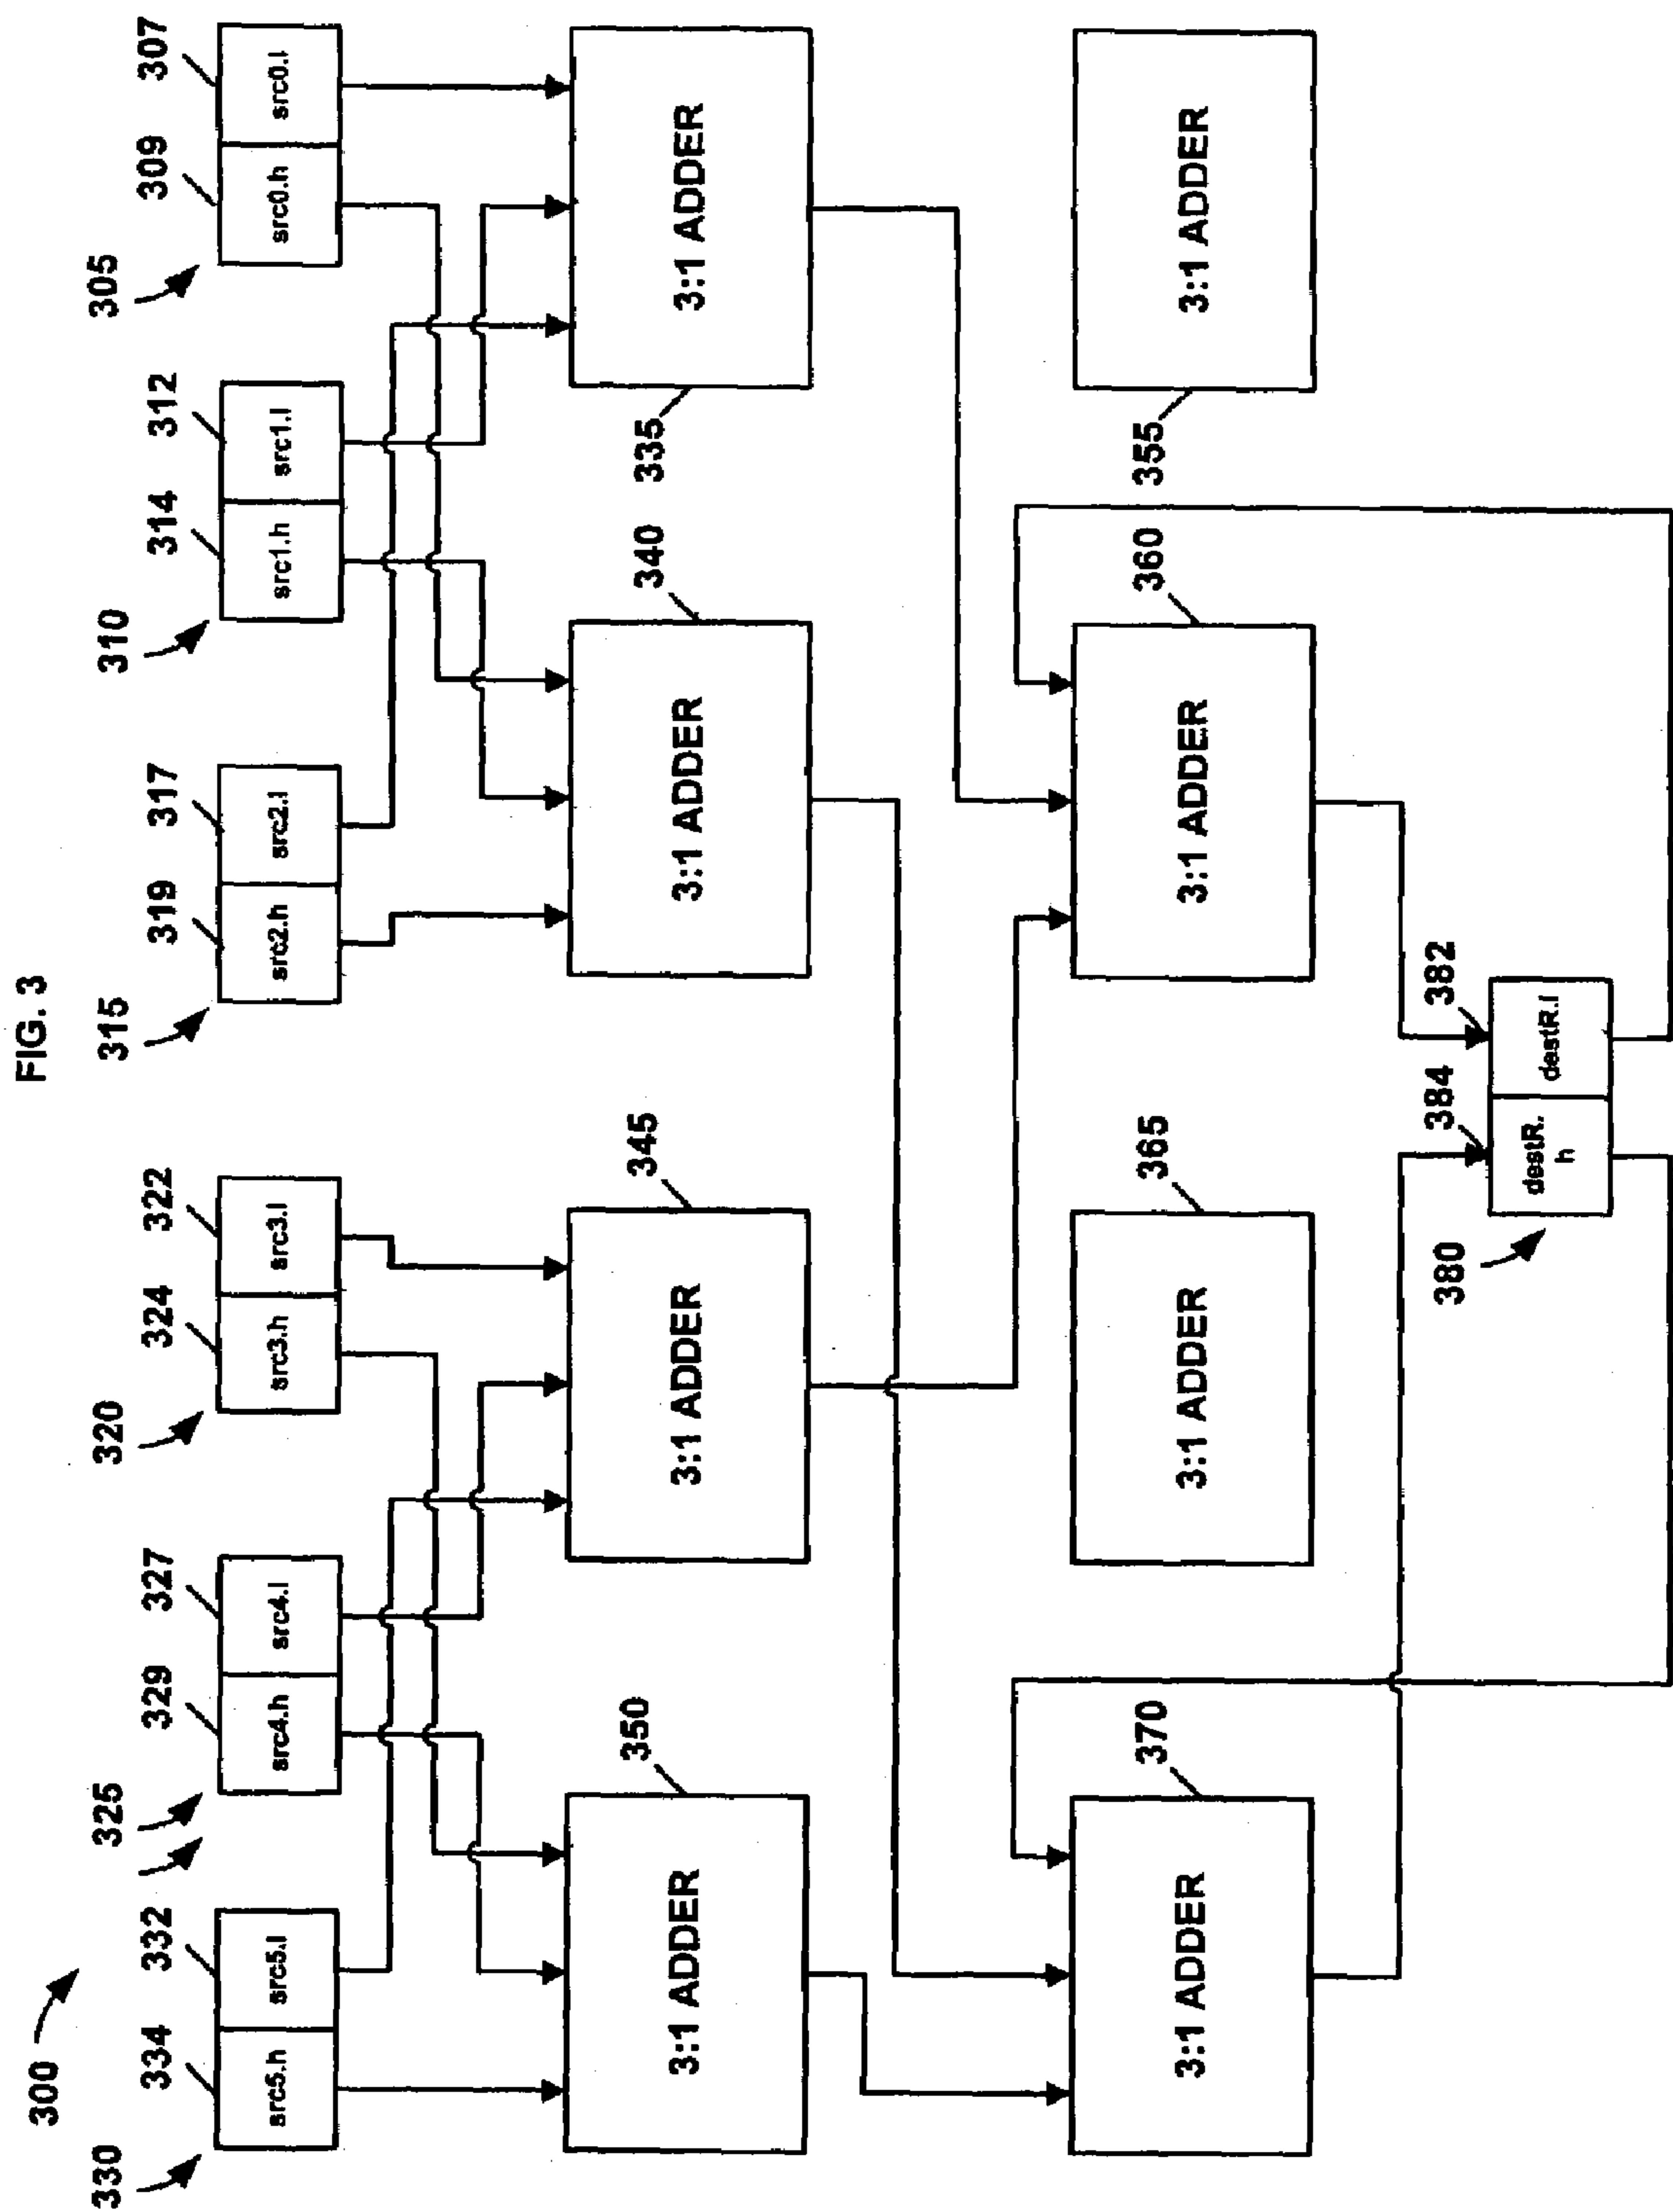 FIG. 3
300
330
334
332
325
329
327
320
324
322
315
319
317
310
314
312
305
309
307
src5.h
src5.l
src4.h
src4.l
src3.h
src3.l
src2.h
src2.l
src1.h
src1.l
src0.h
src0.l
350
345
340
335
3:1 ADDER
3:1 ADDER
3:1 ADDER
3:1 ADDER
370
365
360
355
3:1 ADDER
3:1 ADDER
3:1 ADDER
3:1 ADDER
380
384
382
destR.
h
destR.l